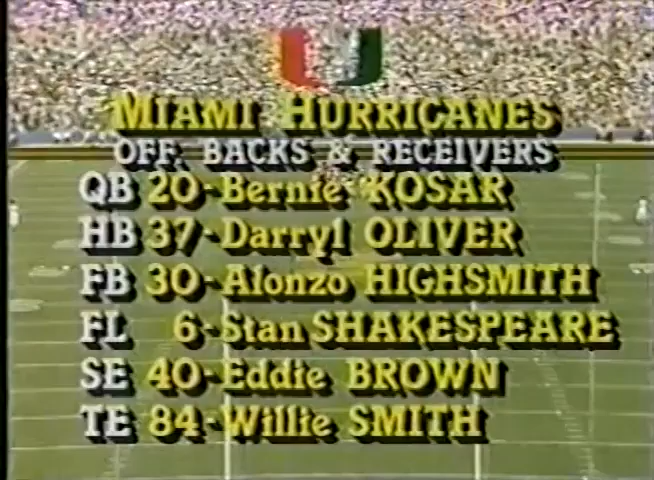 U
MIAMI HURRICANES
OFF. BACKS & RECEIVERS
QB 20-Bernie KOSAR
HB 37-Darryl OLIVER
FB 30-Alonzo HIGHSMITH
FL 6-Stan SHAKESPEARE
SE 40-Eddie BROWN
TE 84-Willie SMITH